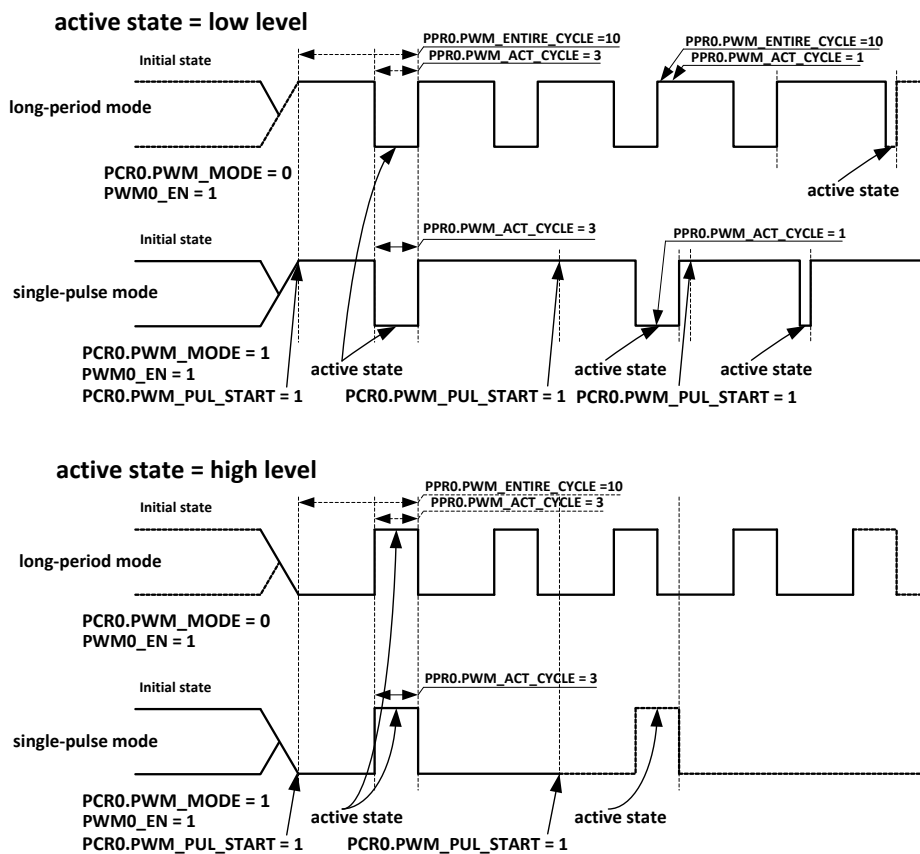 active state = low level
PPR0.PWM_ENTIRE_CYCLE =10
PPR0.PWM_ACT_CYCLE = 3
PPR0.PWM_ENTIRE_CYCLE =10
PPR0.PWM_ACT_CYCLE = 1
Initial state
long-period mode
PCR0.PWM_MODE = 0
PWM0_EN = 1
active state
Initial state
PPR0.PWM_ACT_CYCLE = 3
PPR0.PWM_ACT_CYCLE = 1
single-pulse mode
PCR0.PWM_MODE = 1
PWM0_EN = 1
PCR0.PWM_PUL_START = 1
active state
PCR0.PWM_PUL_START = 1
active state
active state
PCR0.PWM_PUL_START = 1
active state = high level
PPR0.PWM_ENTIRE_CYCLE=10
PPR0.PWM_ACT_CYCLE = 3
Initial state
long-period mode
PCR0.PWM_MODE = 0
PWM0_EN = 1
Initial state
PPR0.PWM_ACT_CYCLE = 3
single-pulse mode
PCR0.PWM_MODE = 1
PWM0_EN = 1
PCR0.PWM_PUL_START = 1
active state
PCR0.PWM_PUL_START = 1
active state